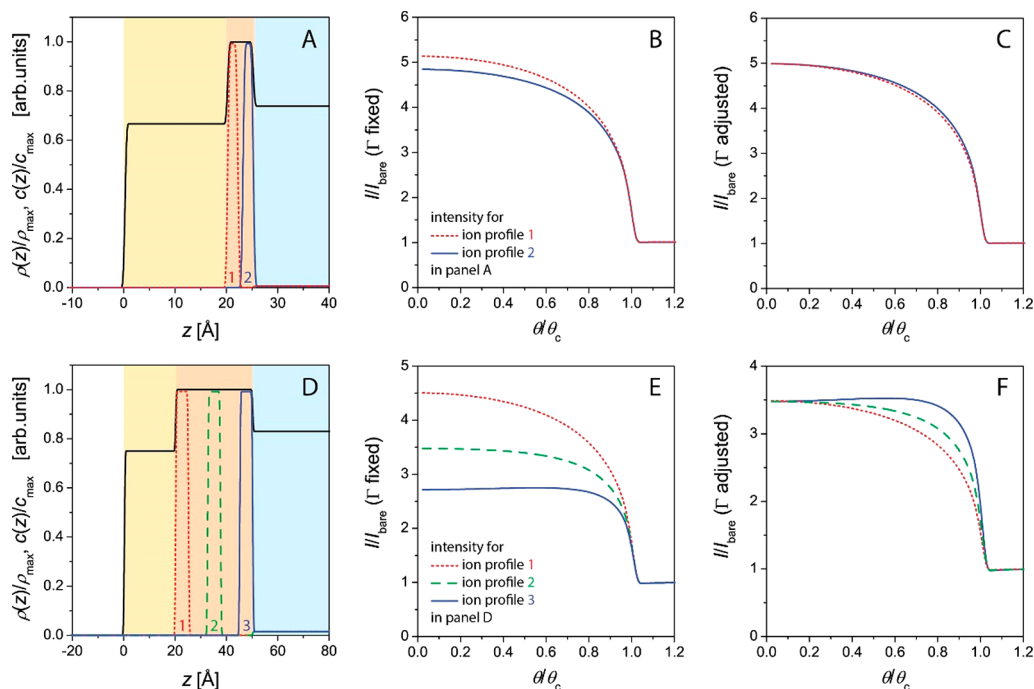 A
ρ(z)/ρmax, c(z)/cmax [arb.units]
1.0
0.8
0.6
0.4
0.2
0.0
1
2
-10 0 10 20 30 40
z [Å]
B
I/Ibare (Γ fixed)
6
5
4
3
2
1
0
intensity for
ion profile 1
ion profile 2
in panel A
0.0 0.2 0.4 0.6 0.8 1.0 1.2
θ/θc
C
I/Ibare (Γ adjusted)
6
5
4
3
2
1
0
0.0 0.2 0.4 0.6 0.8 1.0 1.2
θ/θc
D
ρ(z)/ρmax, c(z)/cmax [arb.units]
1.0
0.8
0.6
0.4
0.2
0.0
1
2
3
-20 0 20 40 60 80
z [Å]
E
I/Ibare (Γ fixed)
5
4
3
2
1
0
intensity for
ion profile 1
ion profile 2
ion profile 3
in panel D
0.0 0.2 0.4 0.6 0.8 1.0 1.2
θ/θc
F
I/Ibare (Γ adjusted)
4
3
2
1
0
0.0 0.2 0.4 0.6 0.8 1.0 1.2
θ/θc